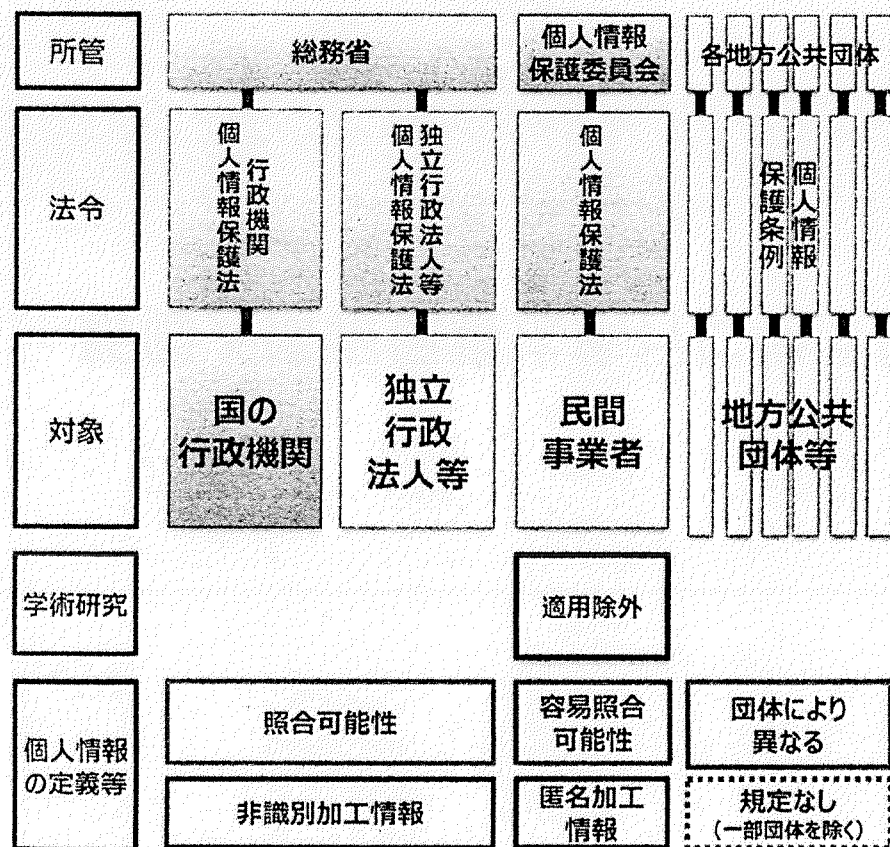 所管
総務省
個人情報
保護委員会
各地方公共団体
法令
行政機関
個人情報保護法
独立行政法人等
個人情報保護法
個人情報保護法
個人情報
保護条例
対象
国の
行政機関
独立
行政
法人等
民間
事業者
地方公共
団体等
学術研究
適用除外
個人情報
の定義等
照合可能性
容易照合
可能性
団体により
異なる
非識別加工情報
匿名加工
情報
規定なし
(一部団体を除く)